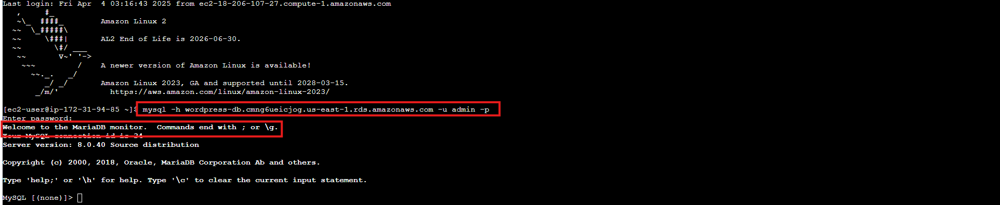 Last login: Fri Apr  4 03:16:43 2025 from ec2-18-206-107-27.compute-1.amazonaws.com
   ,     #_
   ~\_  ####_        Amazon Linux 2
  ~~  \_#####\
  ~~     \###|       AL2 End of Life is 2026-06-30.
  ~~       \#/ ___
   ~~       V~' '->
    ~~~         /    A newer version of Amazon Linux is available!
      ~~._.   _/
         _/ _/       Amazon Linux 2023, GA and supported until 2028-03-15.
       _/m/'           https://aws.amazon.com/linux/amazon-linux-2023/
[ec2-user@ip-172-31-94-85 ~]$ mysql -h wordpress-db.cmng6ueicjog.us-east-1.rds.amazonaws.com -u admin -p
Enter password:
Welcome to the MariaDB monitor.  Commands end with ; or \g.
Your MySQL connection id is 34
Server version: 8.0.40 Source distribution
Copyright (c) 2000, 2018, Oracle, MariaDB Corporation Ab and others.
Type 'help;' or '\h' for help. Type '\c' to clear the current input statement.
MySQL [(none)]>